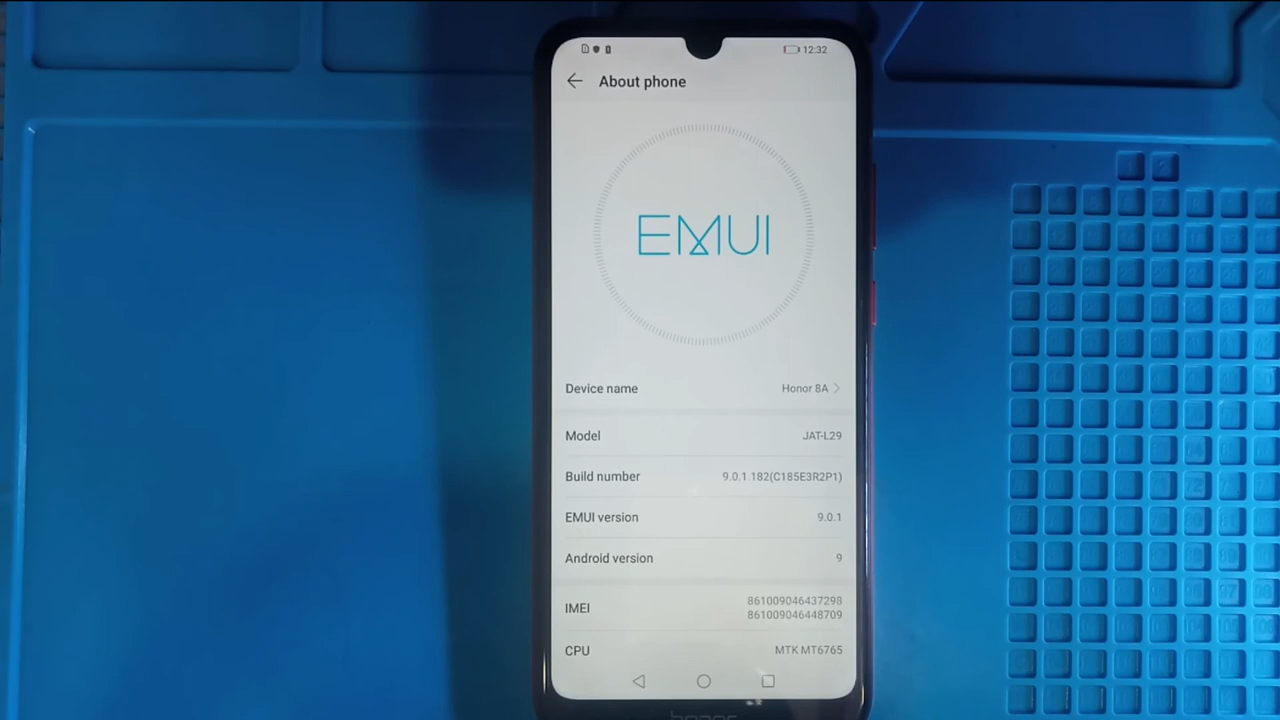 12:32
About phone
EMUI
Device name Honor 8A
Model JAT-L29
Build number 9.0.1.182(C185E3R2P1)
EMUI version 9.0.1
Android version 9
IMEI 861009046437298
861009046448709
CPU MTK MT6765
honor